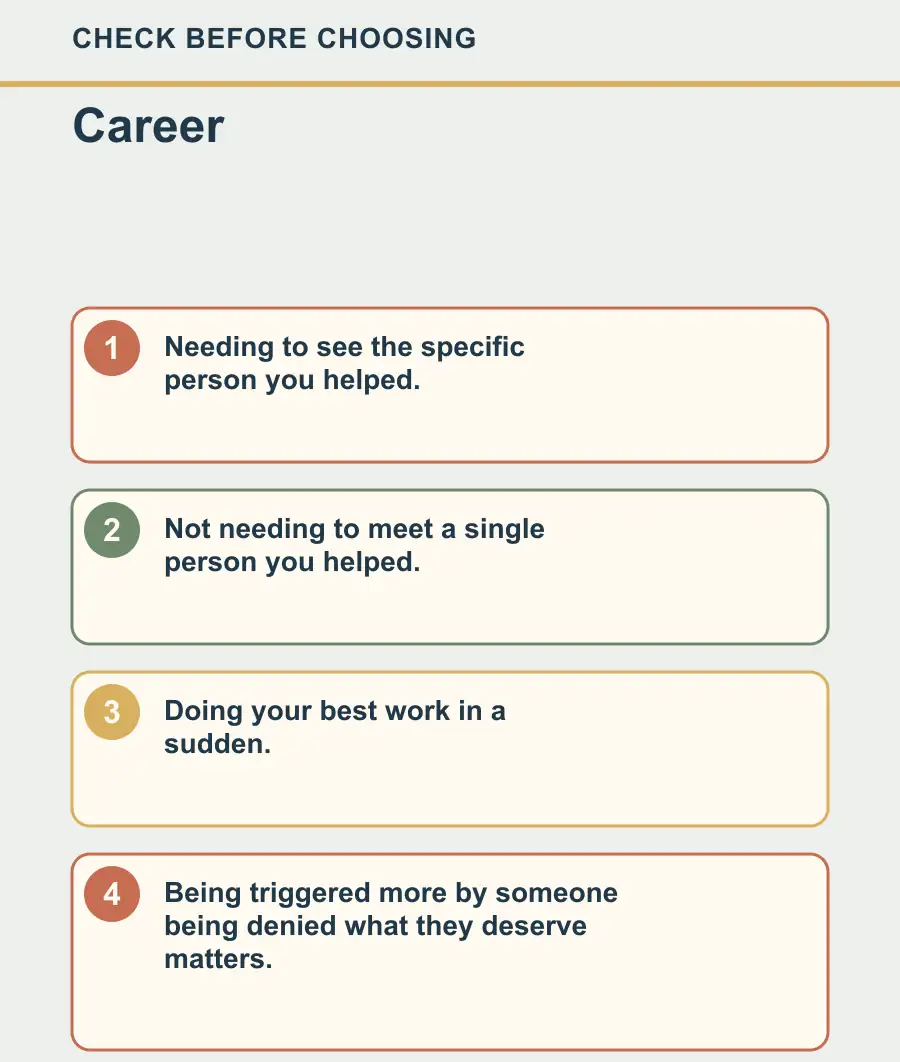 CHECK BEFORE CHOOSING
Career
1
Needing to see the specific
person you helped.
2
Not needing to meet a single
person you helped.
3
Doing your best work in a
sudden.
4
Being triggered more by someone
being denied what they deserve
matters.